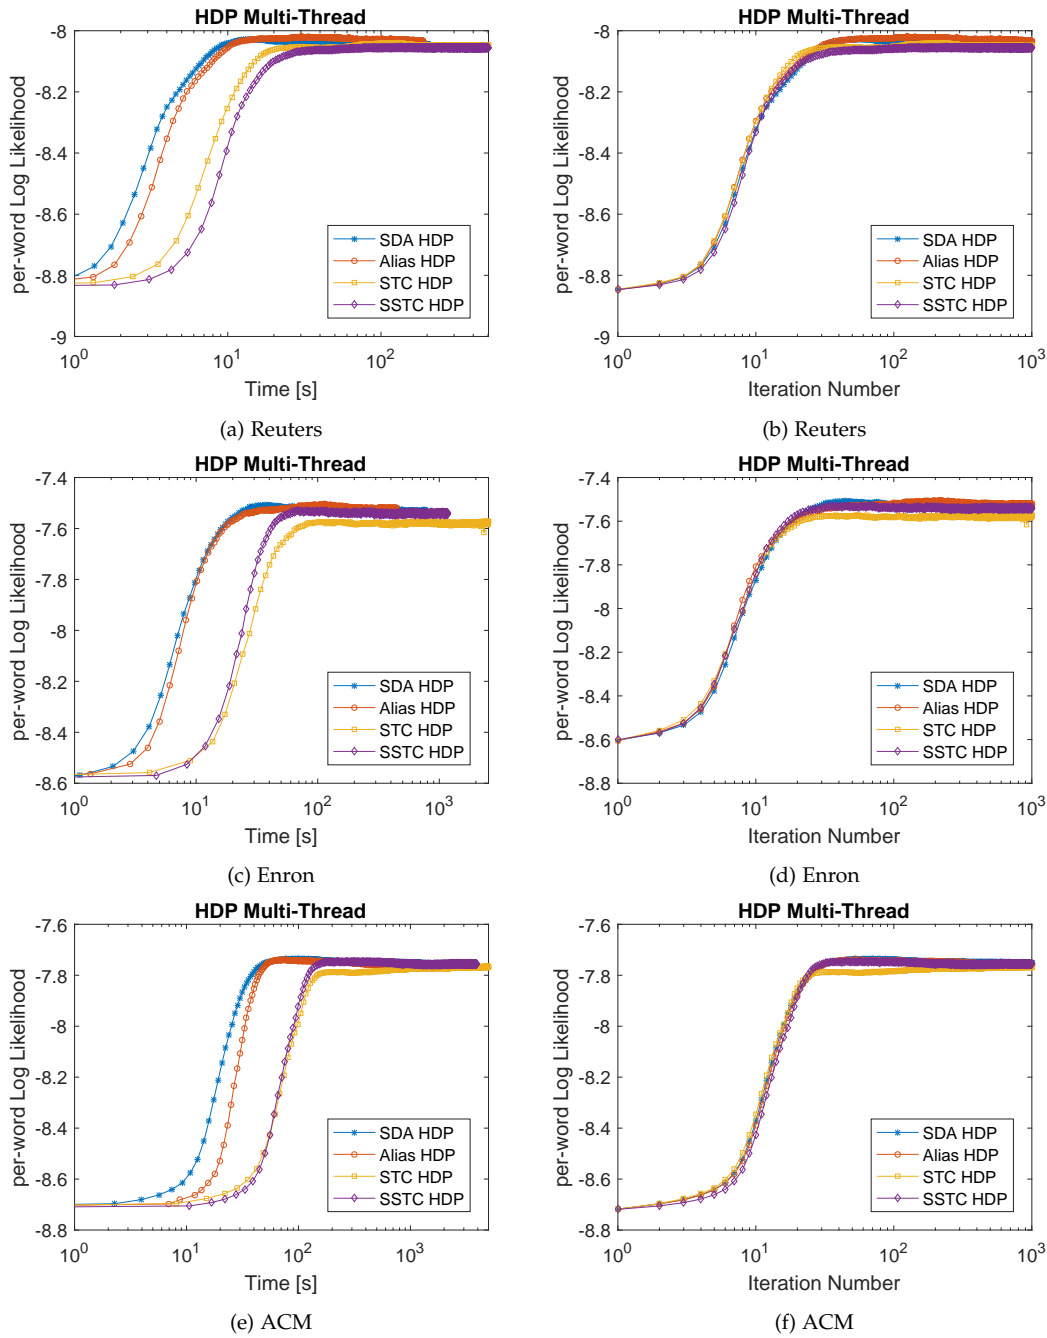 HDP Multi-Thread
-8
-8.2
-8.4
-8.6
-8.8
-9
per-word Log Likelihood
SDA HDP
Alias HDP
STC HDP
SSTC HDP
10^0 10^1 10^2
Time [s]
(a) Reuters
HDP Multi-Thread
-8
-8.2
-8.4
-8.6
-8.8
-9
per-word Log Likelihood
SDA HDP
Alias HDP
STC HDP
SSTC HDP
10^0 10^1 10^2 10^3
Iteration Number
(b) Reuters
HDP Multi-Thread
-7.4
-7.6
-7.8
-8
-8.2
-8.4
-8.6
per-word Log Likelihood
SDA HDP
Alias HDP
STC HDP
SSTC HDP
10^0 10^1 10^2 10^3
Time [s]
(c) Enron
HDP Multi-Thread
-7.4
-7.6
-7.8
-8
-8.2
-8.4
-8.6
-8.8
per-word Log Likelihood
SDA HDP
Alias HDP
STC HDP
SSTC HDP
10^0 10^1 10^2 10^3
Iteration Number
(d) Enron
HDP Multi-Thread
-7.6
-7.8
-8
-8.2
-8.4
-8.6
-8.8
per-word Log Likelihood
SDA HDP
Alias HDP
STC HDP
SSTC HDP
10^0 10^1 10^2 10^3
Time [s]
(e) ACM
HDP Multi-Thread
-7.6
-7.8
-8
-8.2
-8.4
-8.6
-8.8
per-word Log Likelihood
SDA HDP
Alias HDP
STC HDP
SSTC HDP
10^0 10^1 10^2 10^3
Iteration Number
(f) ACM